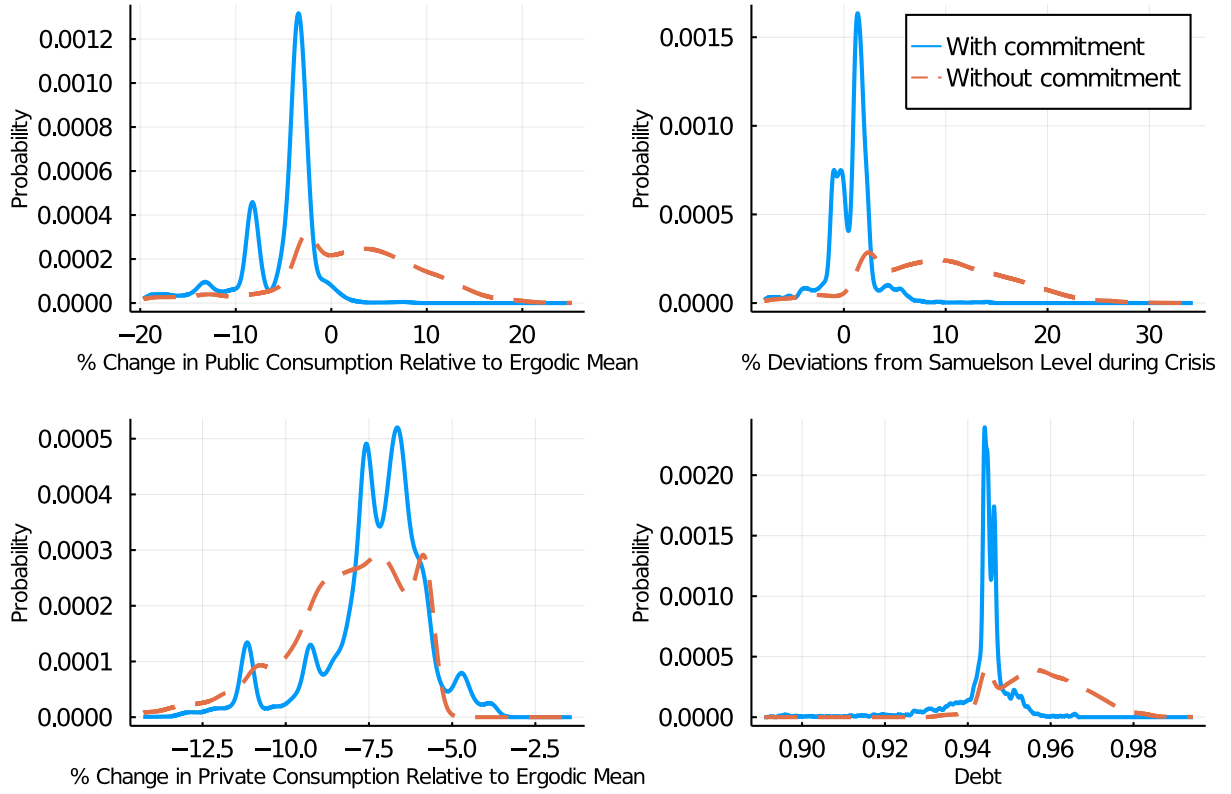 0.0012
0.0010
0.0008
0.0006
0.0004
0.0002
0.0000
Probability
−20 −10 0 10 20
% Change in Public Consumption Relative to Ergodic Mean
With commitment
Without commitment
0.0015
0.0010
0.0005
0.0000
Probability
0 10 20 30
% Deviations from Samuelson Level during Crisis
0.0005
0.0004
0.0003
0.0002
0.0001
0.0000
Probability
−12.5 −10.0 −7.5 −5.0 −2.5
% Change in Private Consumption Relative to Ergodic Mean
0.0020
0.0015
0.0010
0.0005
0.0000
Probability
0.90 0.92 0.94 0.96 0.98
Debt